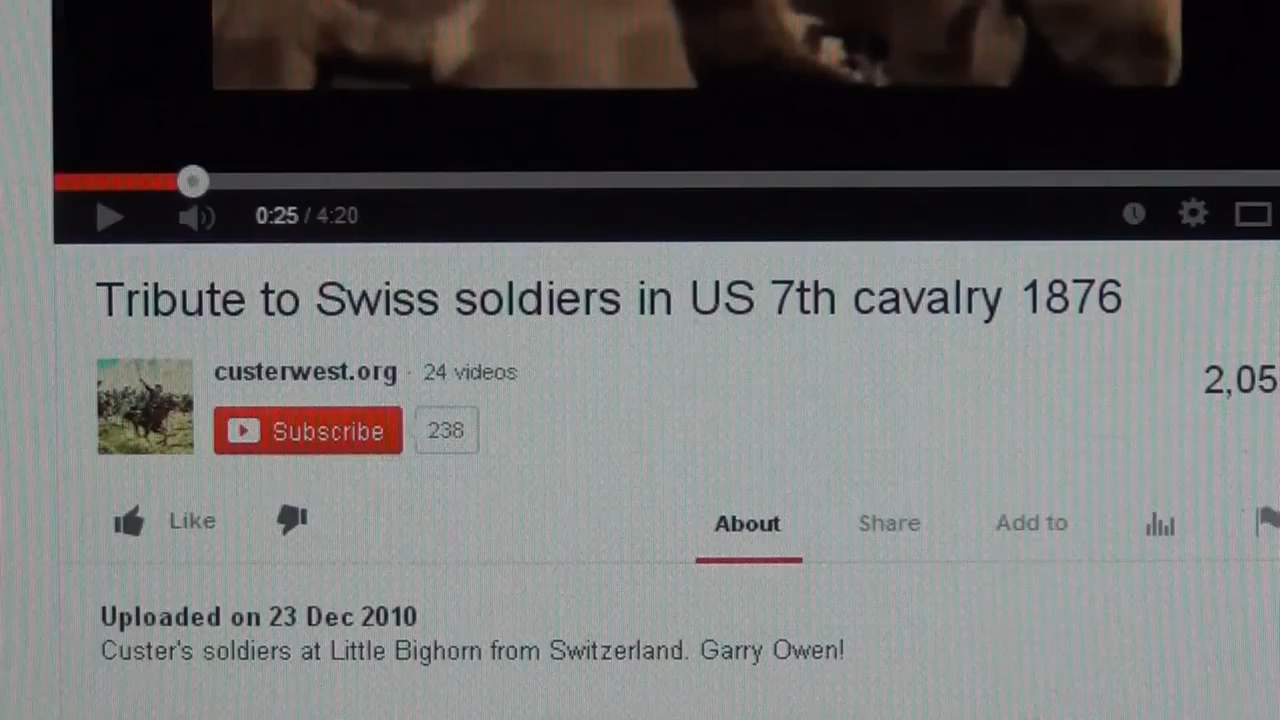 0:25 / 4:20
Tribute to Swiss soldiers in US 7th cavalry 1876
custerwest.org · 24 videos
Subscribe 238
2,05
Like
About Share Add to
Uploaded on 23 Dec 2010
Custer's soldiers at Little Bighorn from Switzerland. Garry Owen!